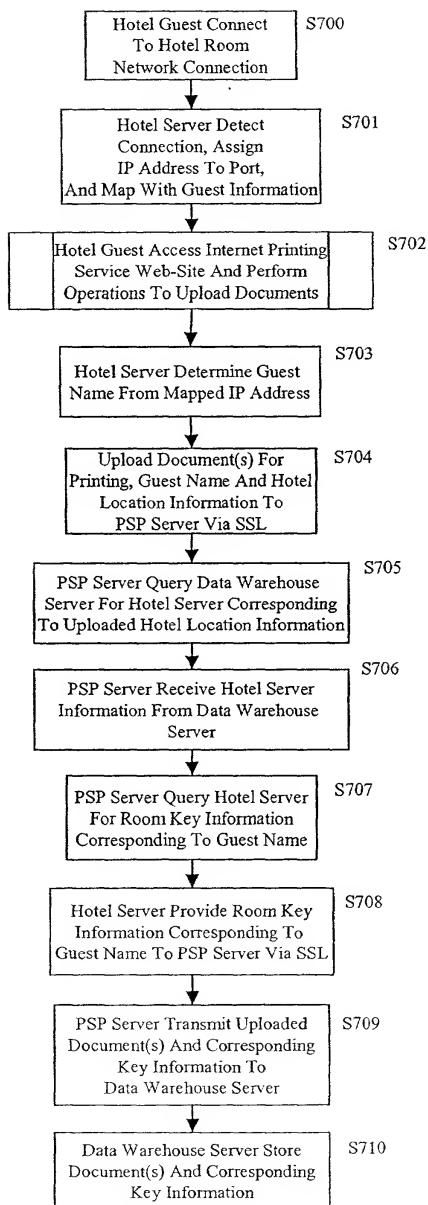 Hotel Guest Connect
To Hotel Room
Network Connection
S700
Hotel Server Detect
Connection, Assign
IP Address To Port,
And Map With Guest Information
S701
Hotel Guest Access Internet Printing
Service Web-Site And Perform
Operations To Upload Documents
S702
Hotel Server Determine Guest
Name From Mapped IP Address
S703
Upload Document(s) For
Printing, Guest Name And Hotel
Location Information To
PSP Server Via SSL
S704
PSP Server Query Data Warehouse
Server For Hotel Server Corresponding
To Uploaded Hotel Location Information
S705
PSP Server Receive Hotel Server
Information From Data Warehouse
Server
S706
PSP Server Query Hotel Server
For Room Key Information
Corresponding To Guest Name
S707
Hotel Server Provide Room Key
Information Corresponding To
Guest Name To PSP Server Via SSL
S708
PSP Server Transmit Uploaded
Document(s) And Corresponding
Key Information To
Data Warehouse Server
S709
Data Warehouse Server Store
Document(s) And Corresponding
Key Information
S710